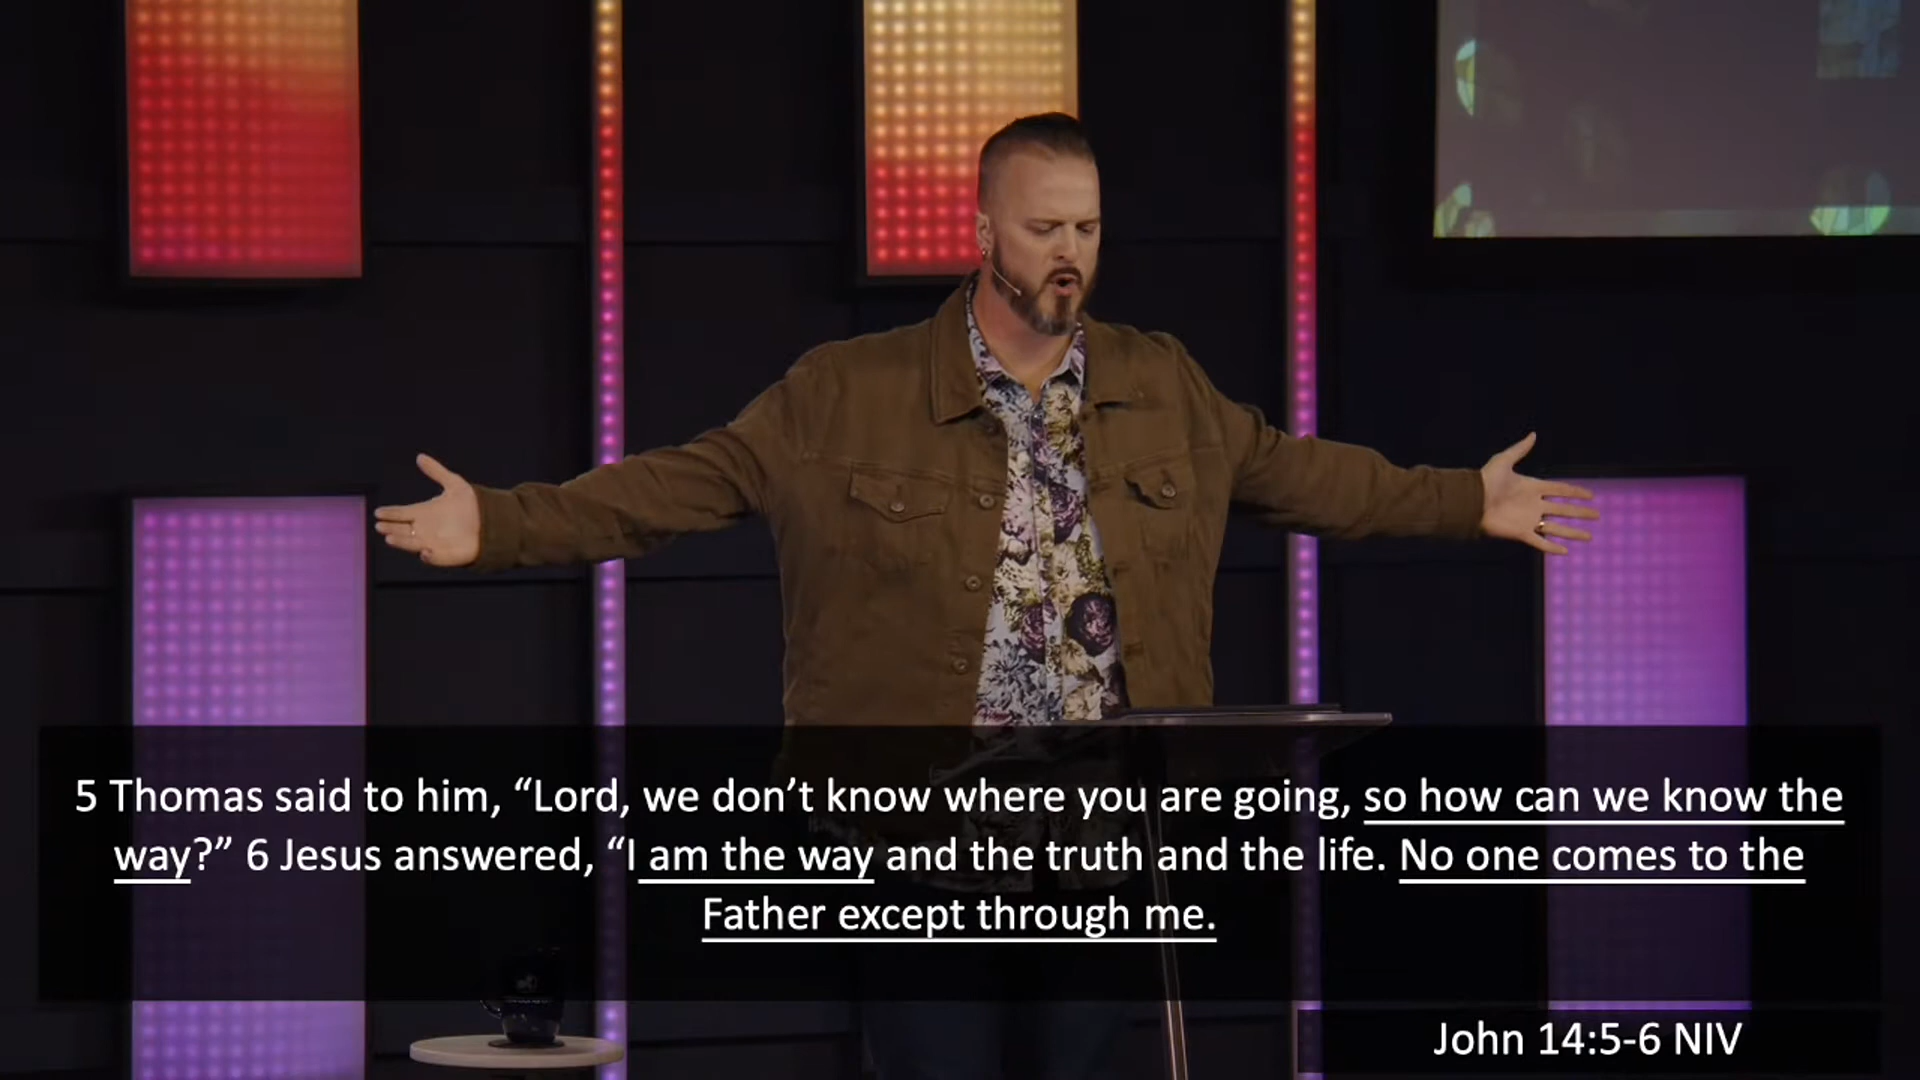 5 Thomas said to him, “Lord, we don’t know where you are going, so how can we know the
way?” 6 Jesus answered, “I am the way and the truth and the life. No one comes to the
Father except through me.
John 14:5-6 NIV